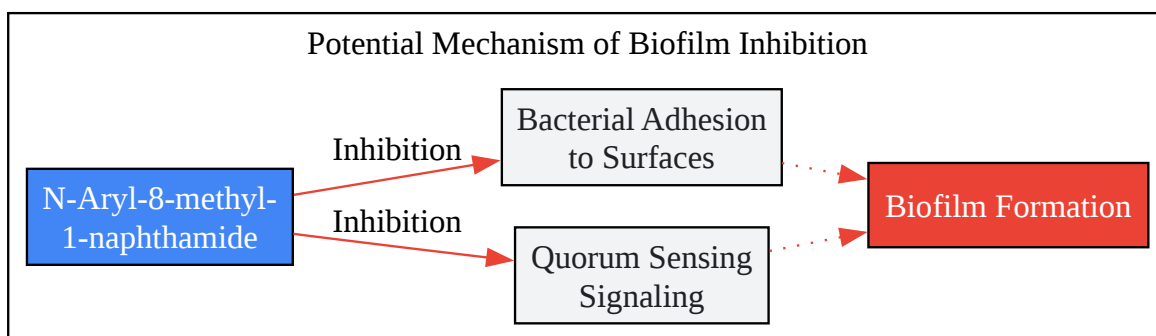 Potential Mechanism of Biofilm Inhibition
N-Aryl-8-methyl-
1-naphthamide
Inhibition
Inhibition
Bacterial Adhesion
to Surfaces
Quorum Sensing
Signaling
Biofilm Formation